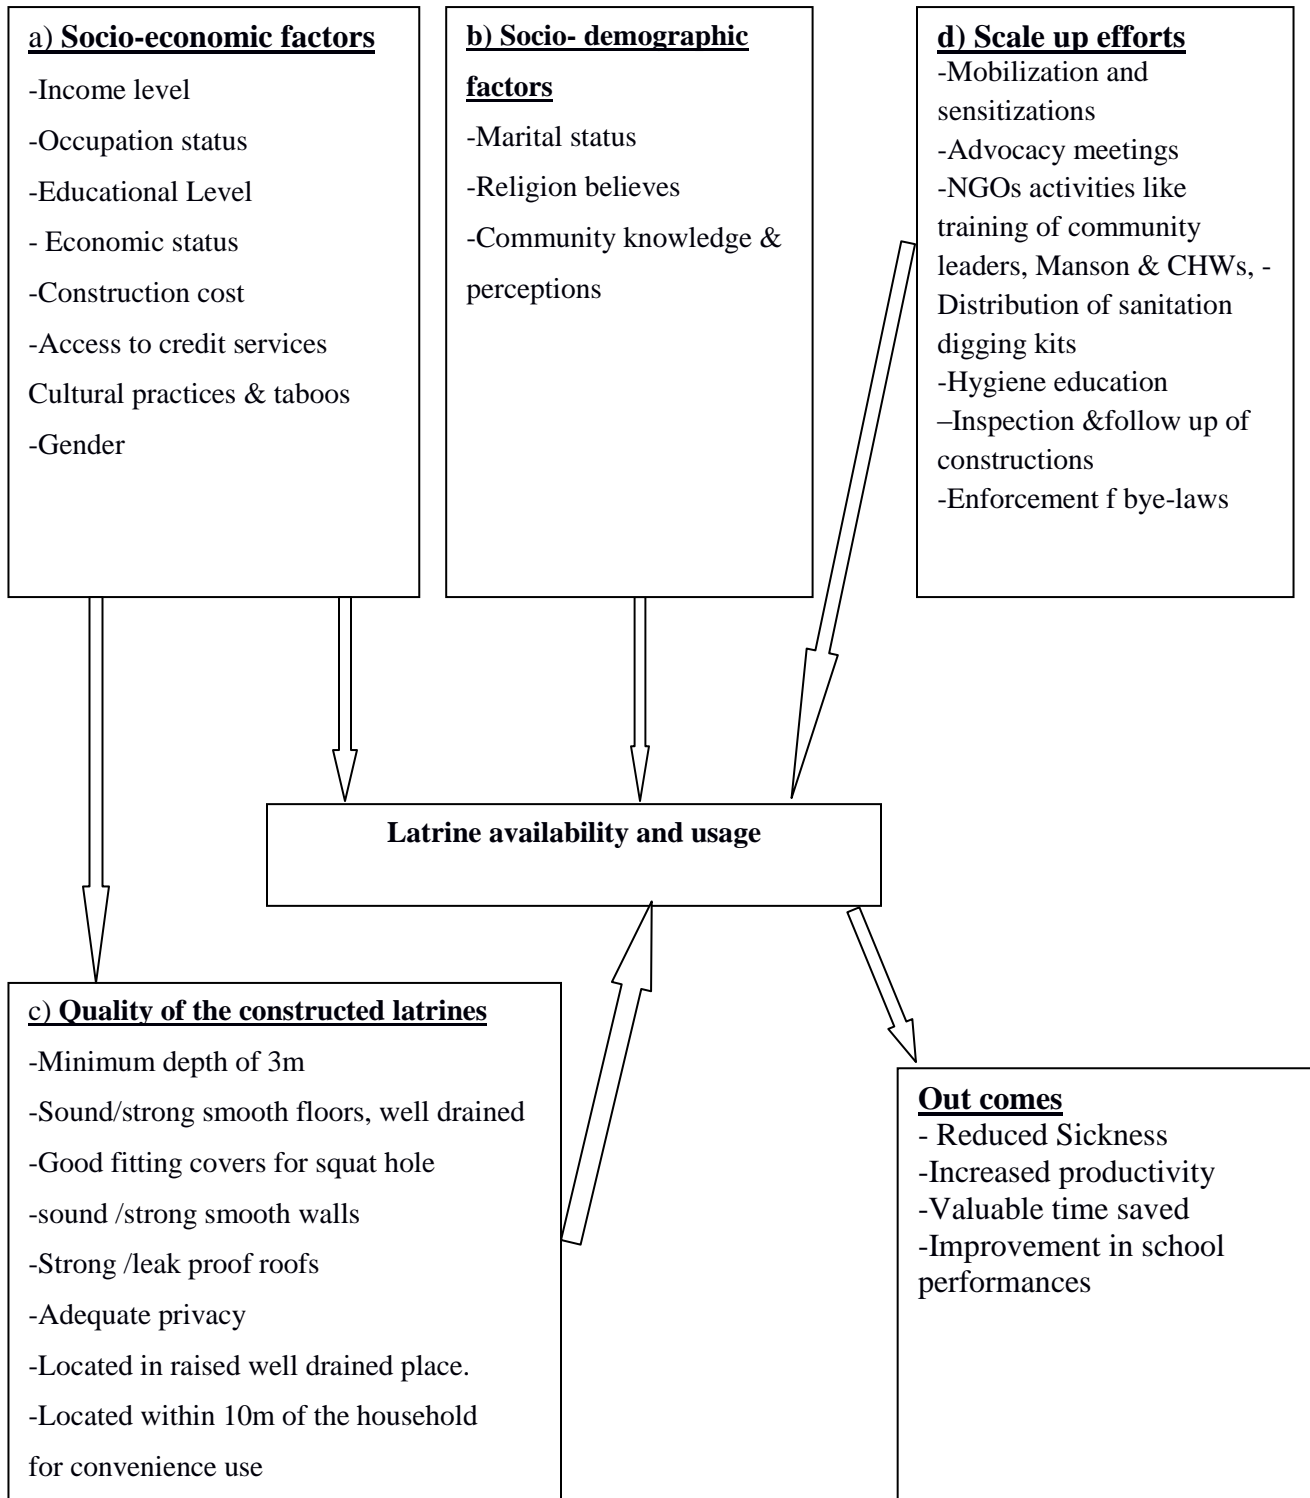 a) Socio-economic factors
-Income level
-Occupation status
-Educational Level
- Economic status
-Construction cost
-Access to credit services
Cultural practices & taboos
-Gender
b) Socio- demographic
factors
-Marital status
-Religion believes
-Community knowledge &
perceptions
d) Scale up efforts
-Mobilization and
sensitizations
-Advocacy meetings
-NGOs activities like
training of community
leaders, Manson & CHWs, -
Distribution of sanitation
digging kits
-Hygiene education
–Inspection &follow up of
constructions
-Enforcement f bye-laws
Latrine availability and usage
c) Quality of the constructed latrines
-Minimum depth of 3m
-Sound/strong smooth floors, well drained
-Good fitting covers for squat hole
-sound /strong smooth walls
-Strong /leak proof roofs
-Adequate privacy
-Located in raised well drained place.
-Located within 10m of the household
for convenience use
Out comes
- Reduced Sickness
-Increased productivity
-Valuable time saved
-Improvement in school
performances